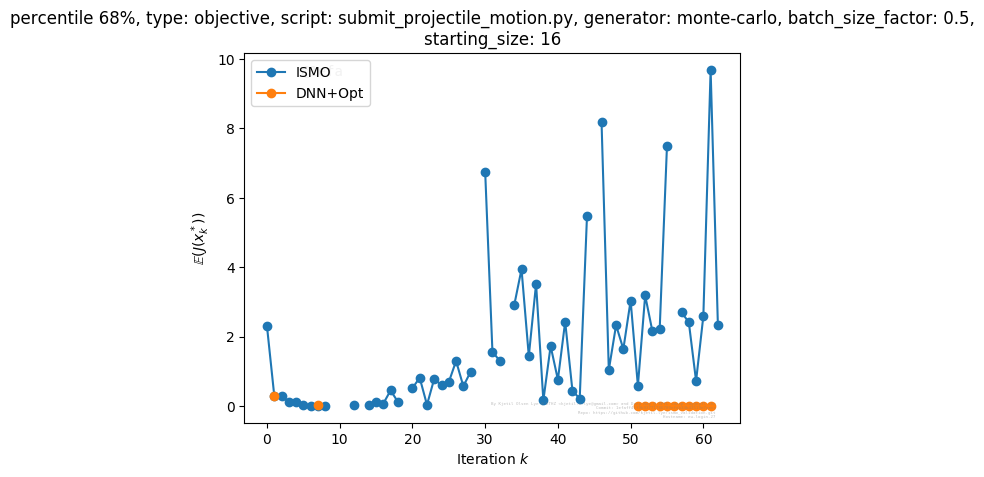 percentile 68%, type: objective, script: submit_projectile_motion.py, generator: monte-carlo, batch_size_factor: 0.5,
starting_size: 16
ISMO
DNN+Opt
10
8
6
4
2
0
𝔼(J(x*ₖ))
0 10 20 30 40 50 60
Iteration k